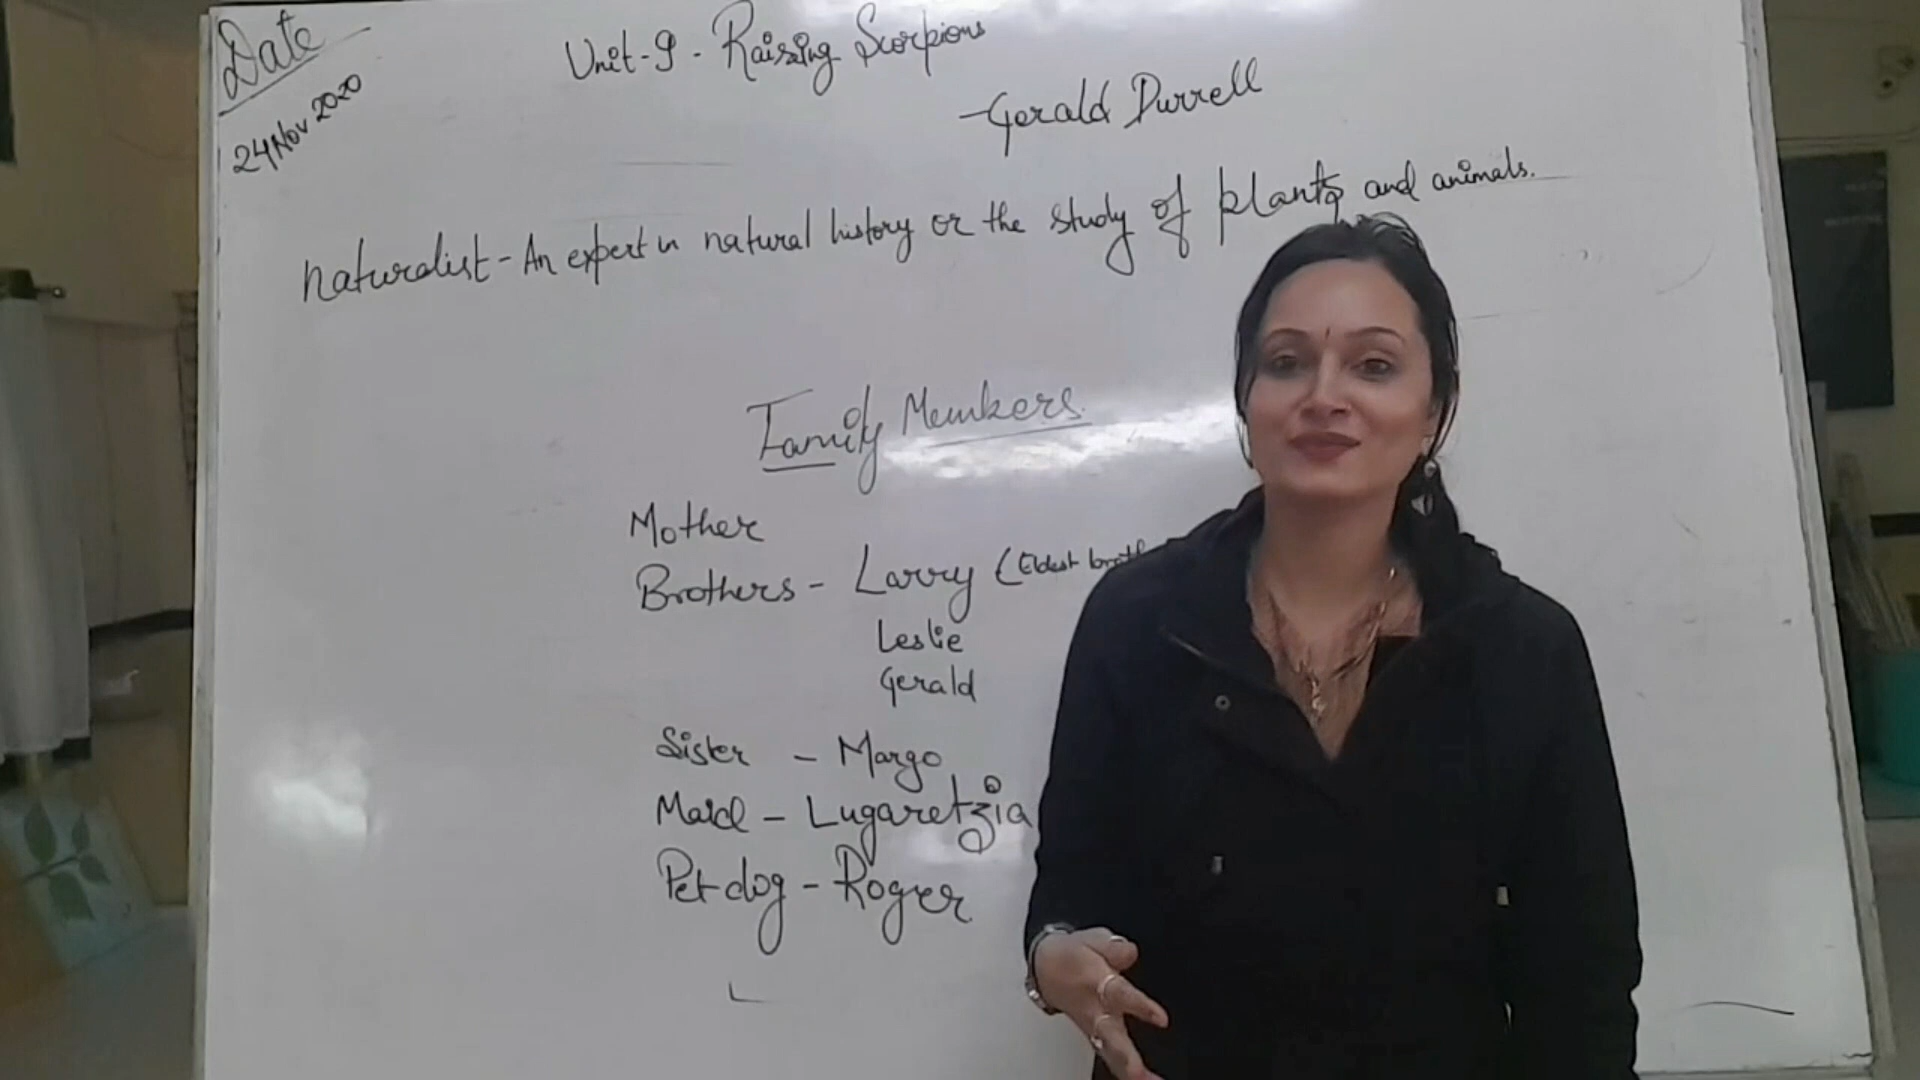 Date
24 Nov 2020
Unit-9 - Raising Scorpions
- Gerald Durrell
Naturalist - An expert in natural history or the study of plants and animals.
Family Members
Mother
Brothers - Larry (Eldest
Leslie
Gerald
Sister - Margo
Maid - Lugaretzia
Pet dog - Roger